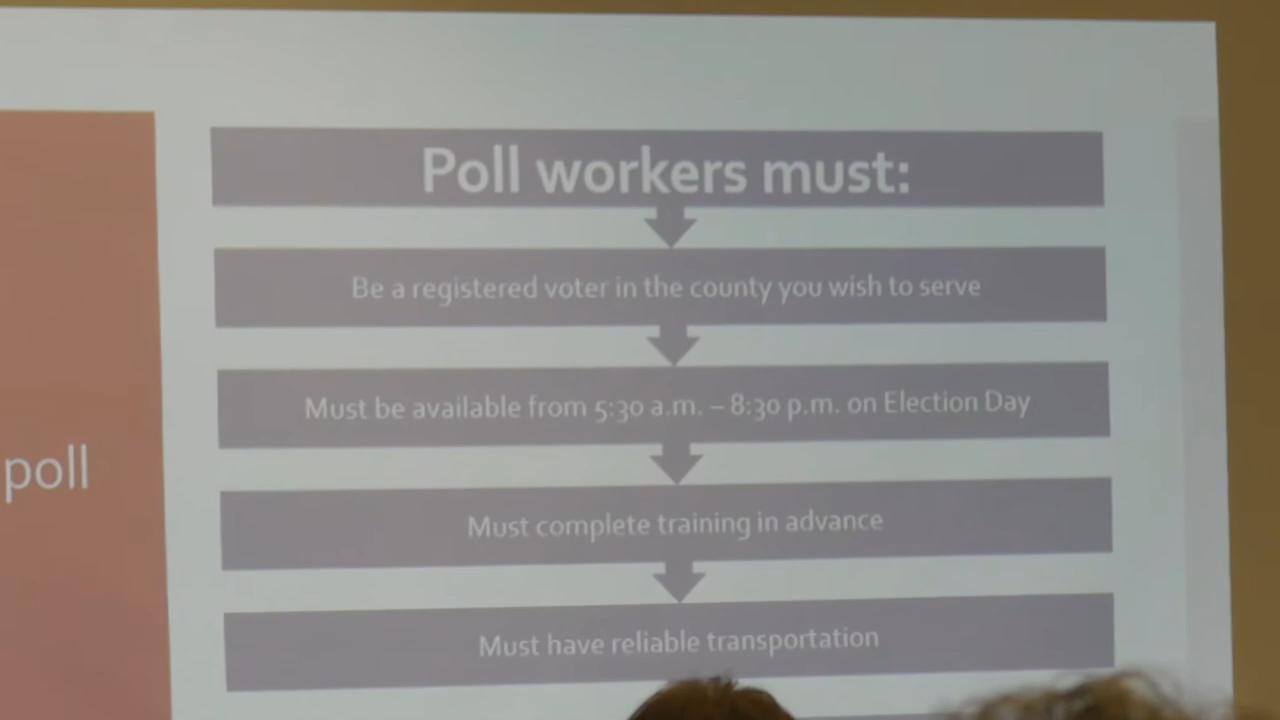 poll
Poll workers must:
Be a registered voter in the county you wish to serve
Must be available from 5:30 a.m. – 8:30 p.m. on Election Day
Must complete training in advance
Must have reliable transportation